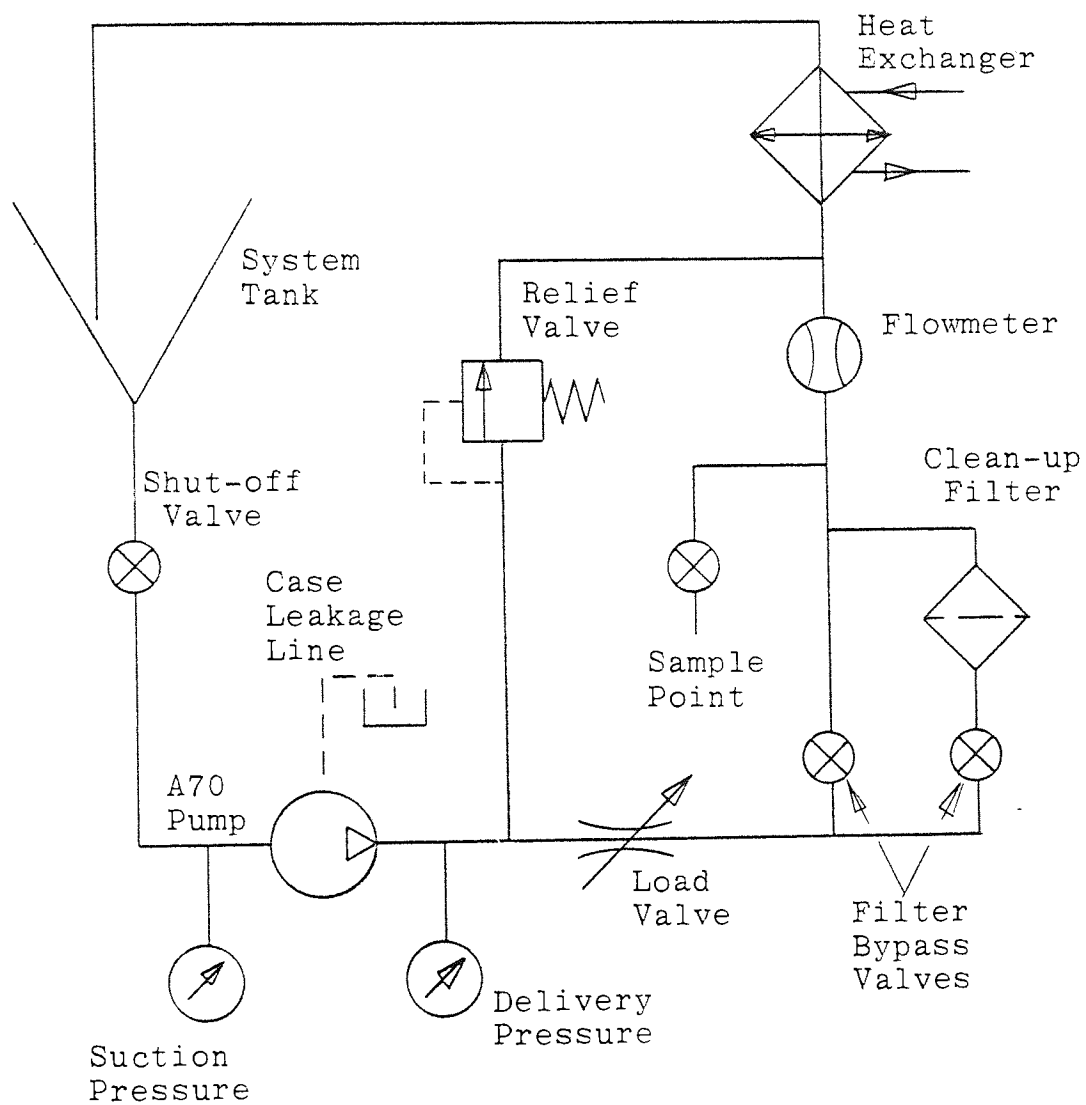 Heat
Exchanger
System
Tank
Relief
Valve
Flowmeter
Clean-up
Filter
Shut-off
Valve
Case
Leakage
Line
Sample
Point
A70
Pump
Load
Valve
Filter
Bypass
Valves
Delivery
Pressure
Suction
Pressure